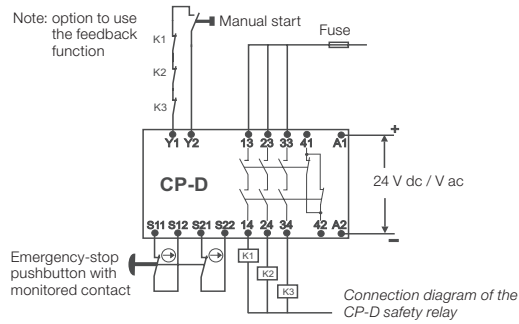 Note: option to use
the feedback
function
Manual start
Fuse
K1
K2
K3
Y1 Y2 13 23 33 41 A1
+
CP-D
24 V dc / V ac
S11 S12 S21 S22 14 24 34 42 A2
–
Emergency-stop
pushbutton with
monitored contact
K1
K2
K3
Connection diagram of the
CP-D safety relay